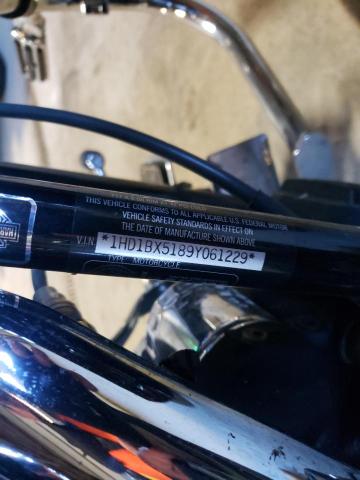 THIS VEHICLE CONFORMS TO ALL APPLICABLE U.S. FEDERAL MOTOR
VEHICLE SAFETY STANDARDS IN EFFECT ON
THE DATE OF MANUFACTURE SHOWN ABOVE
VIN: *1HD1BX5189Y061229*
TYPE: MOTORCYCLE